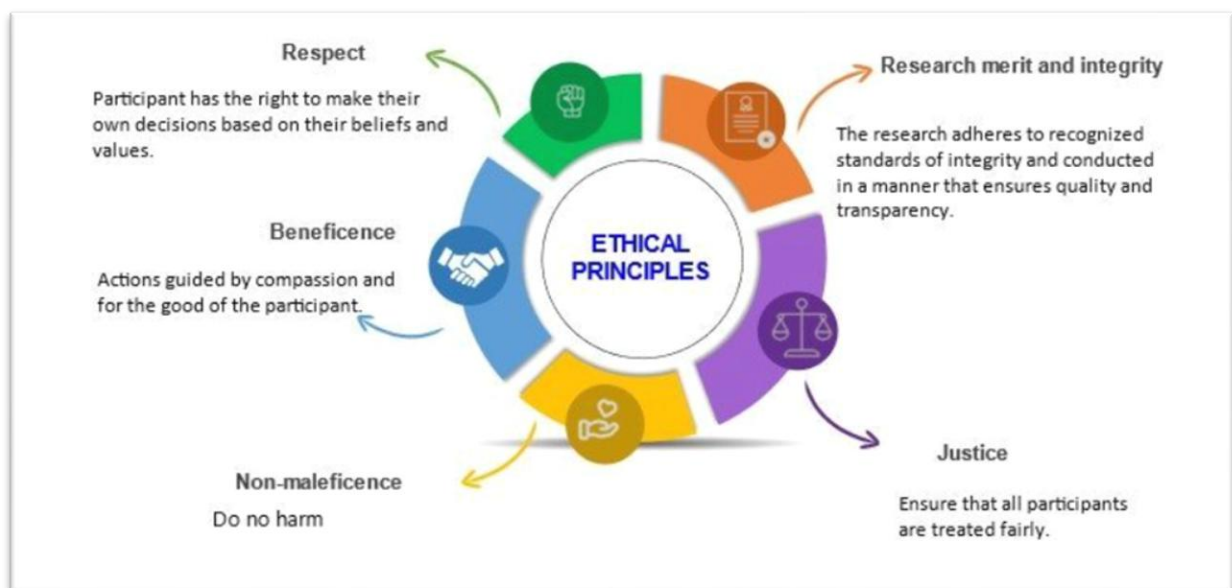 Respect
Participant has the right to make their
own decisions based on their beliefs and
values.
Beneficence
Actions guided by compassion and
for the good of the participant.
Non-maleficence
Do no harm
ETHICAL
PRINCIPLES
Research merit and integrity
The research adheres to recognized
standards of integrity and conducted
in a manner that ensures quality and
transparency.
Justice
Ensure that all participants
are treated fairly.